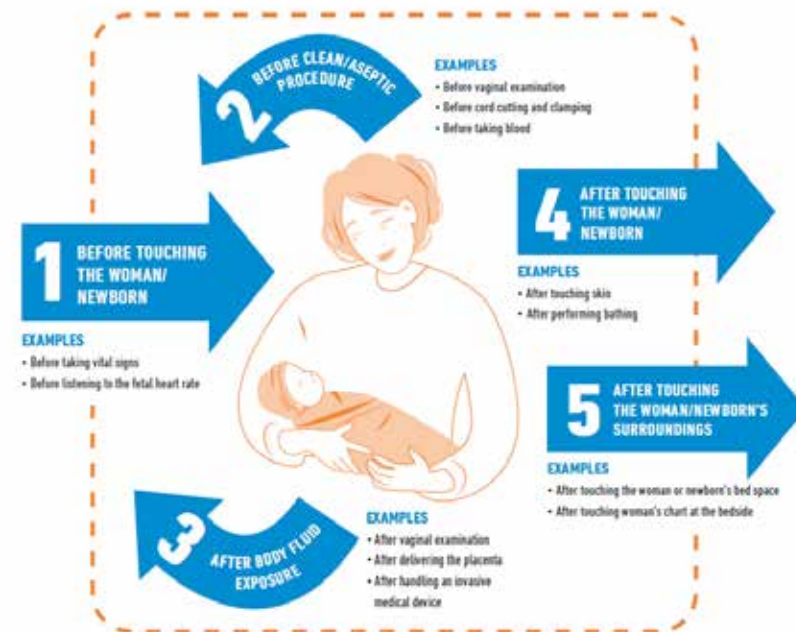 2
BEFORE CLEAN/ASEPTIC
PROCEDURE
EXAMPLES
• Before vaginal examination
• Before cord cutting and clamping
• Before taking blood
1
BEFORE TOUCHING
THE WOMAN/
NEWBORN
EXAMPLES
• Before taking vital signs
• Before listening to the fetal heart rate
4
AFTER TOUCHING
THE WOMAN/
NEWBORN
EXAMPLES
• After touching skin
• After performing bathing
5
AFTER TOUCHING
THE WOMAN/NEWBORN'S
SURROUNDINGS
EXAMPLES
• After touching the woman or newborn's bed space
• After touching woman's chart at the bedside
3
AFTER BODY FLUID
EXPOSURE
EXAMPLES
• After vaginal examination
• After delivering the placenta
• After handling an invasive
medical device